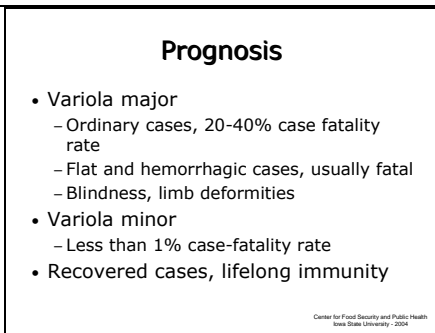 Prognosis
• Variola major
– Ordinary cases, 20-40% case fatality
rate
– Flat and hemorrhagic cases, usually fatal
– Blindness, limb deformities
• Variola minor
– Less than 1% case-fatality rate
• Recovered cases, lifelong immunity
Center for Food Security and Public Health
Iowa State University - 2004